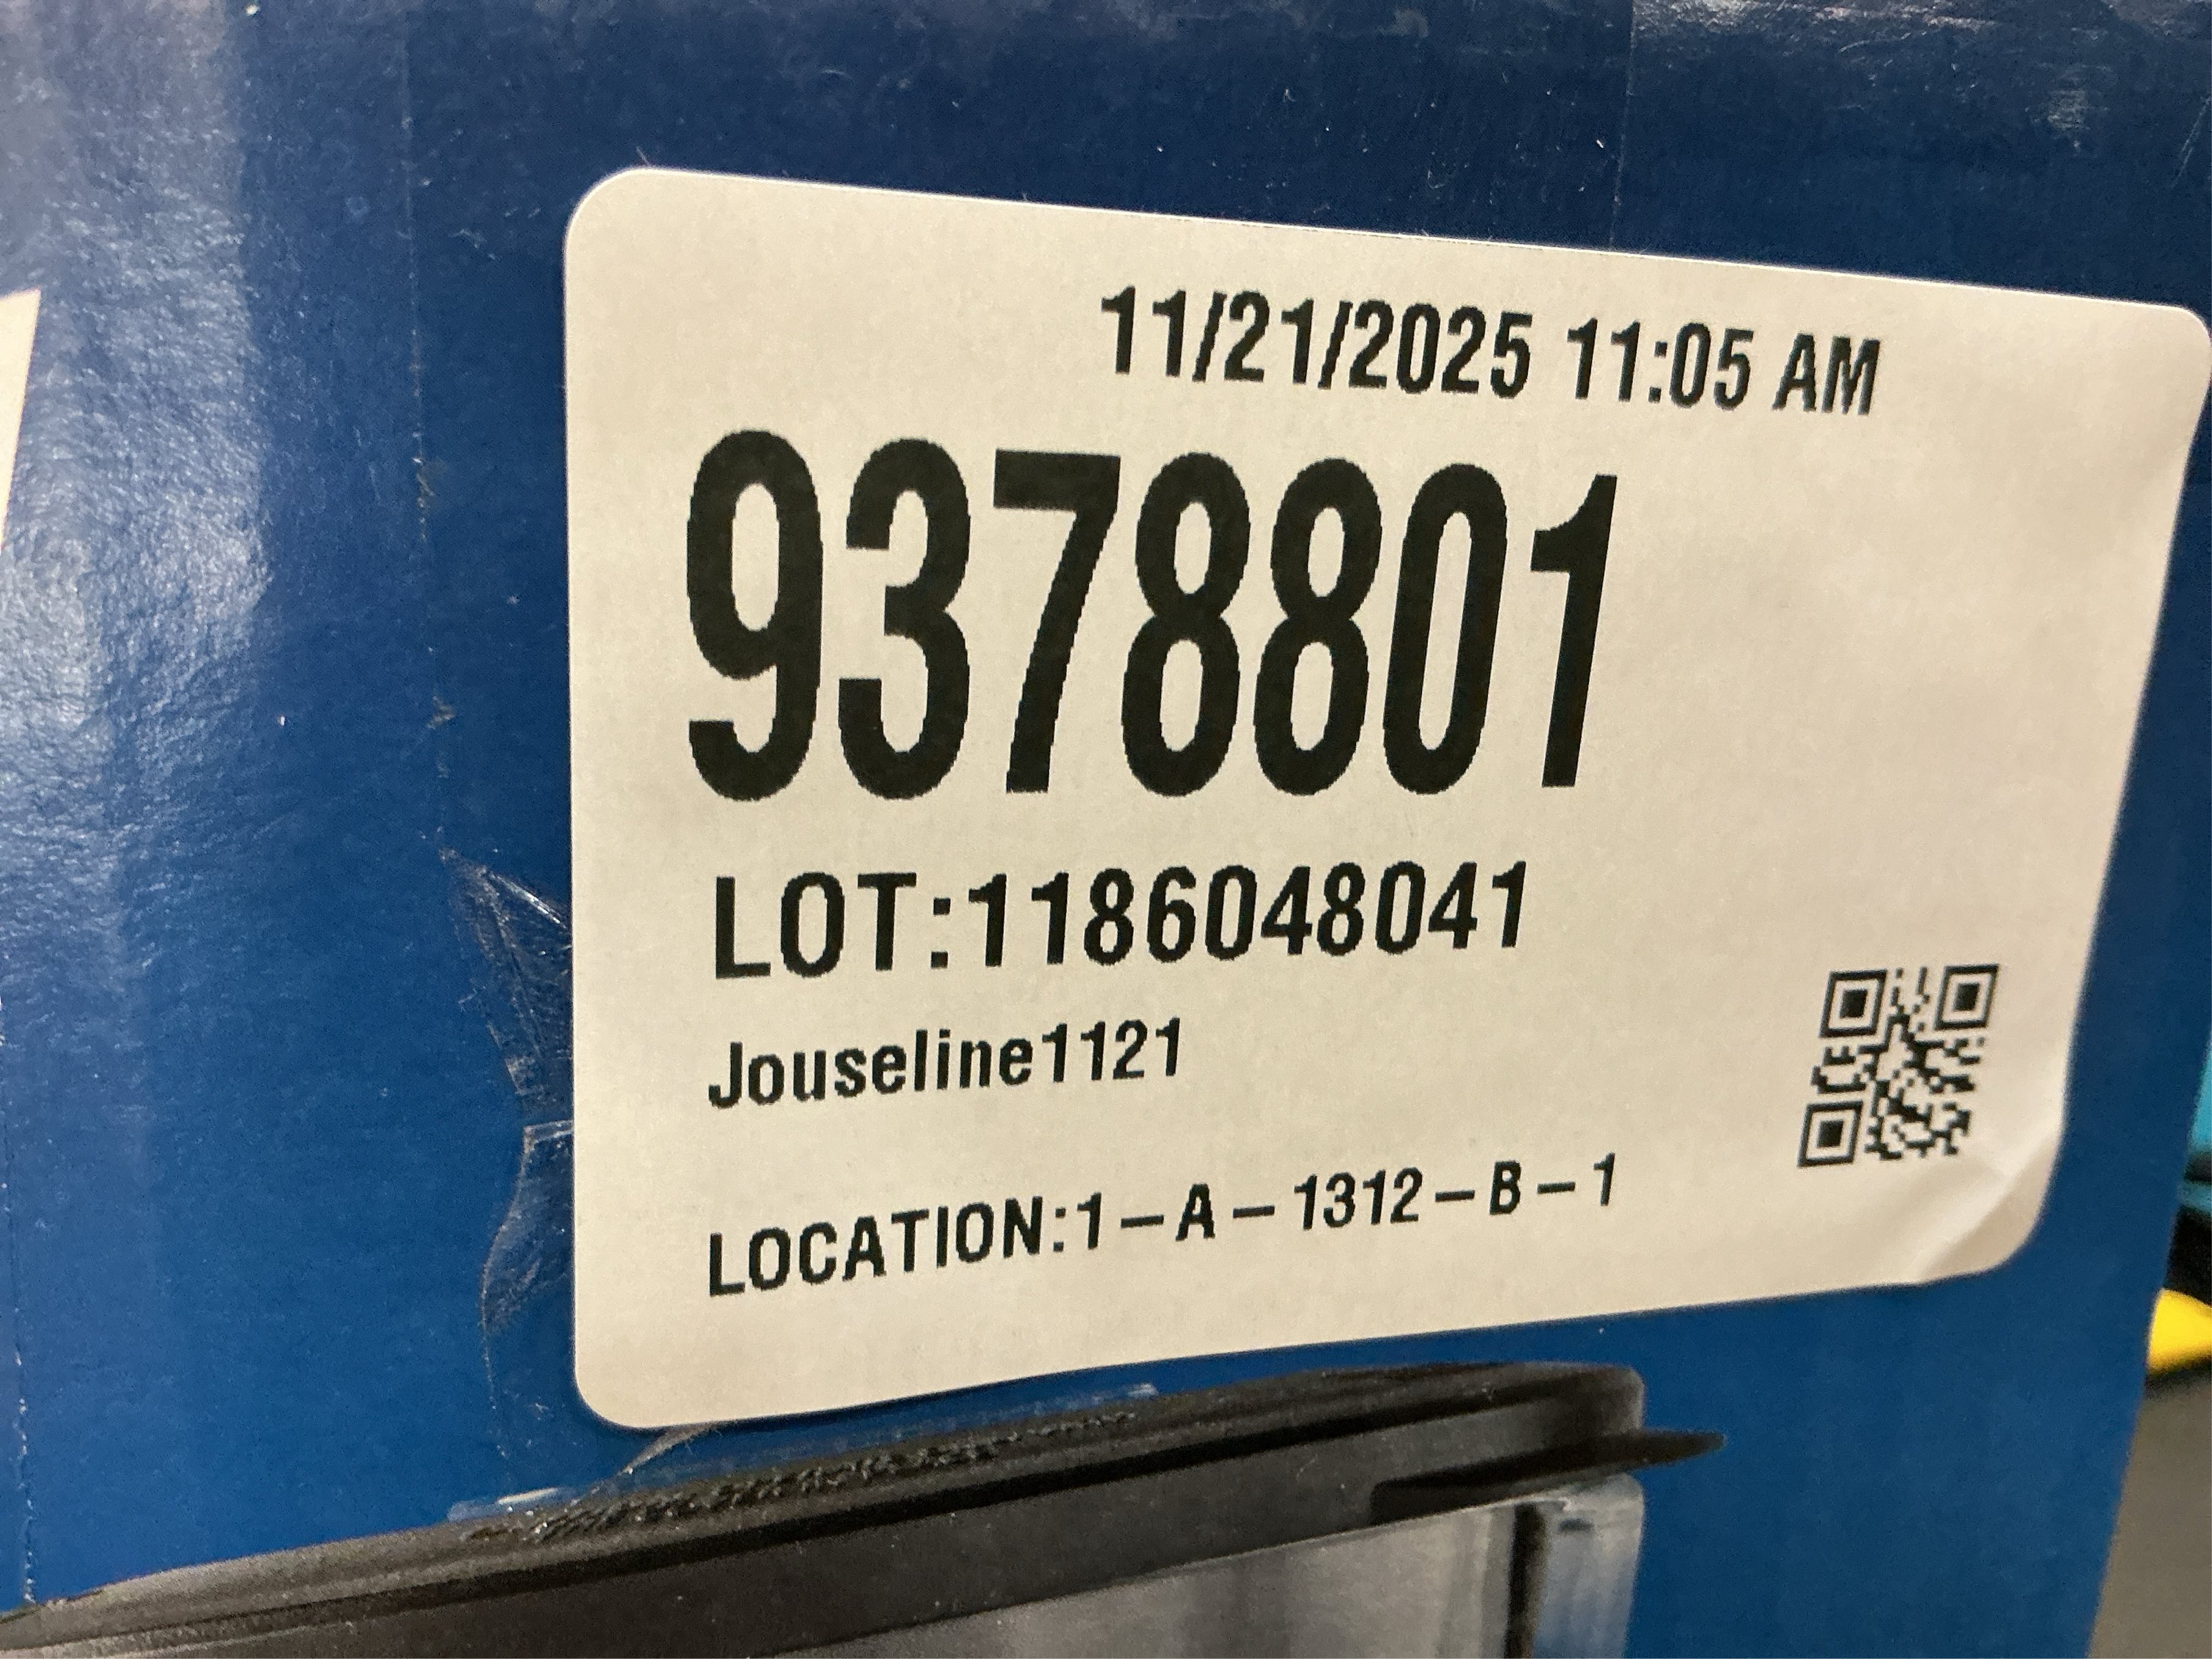 11/21/2025 11:05 AM
9378801
LOT:1186048041
Jouseline1121
LOCATION:1-A-1312-B-1